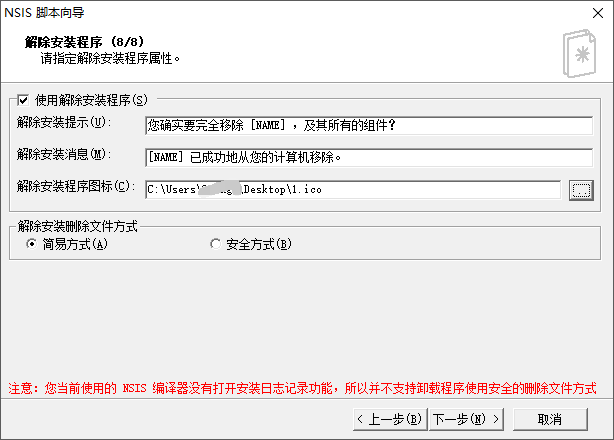 NSIS 脚本向导
解除安装程序 (8/8)
请指定解除安装程序属性。
使用解除安装程序(S)
解除安装提示(U):
您确实要完全移除 [NAME] ，及其所有的组件?
解除安装消息(M):
[NAME] 已成功地从您的计算机移除。
解除安装程序图标(C):
C:\Users\ \Desktop\1.ico
...
解除安装删除文件方式
简易方式(A)
安全方式(B)
注意: 您当前使用的 NSIS 编译器没有打开安装日志记录功能，所以并不支持卸载程序使用安全的删除文件方式
< 上一步(B)
下一步(N) >
取消